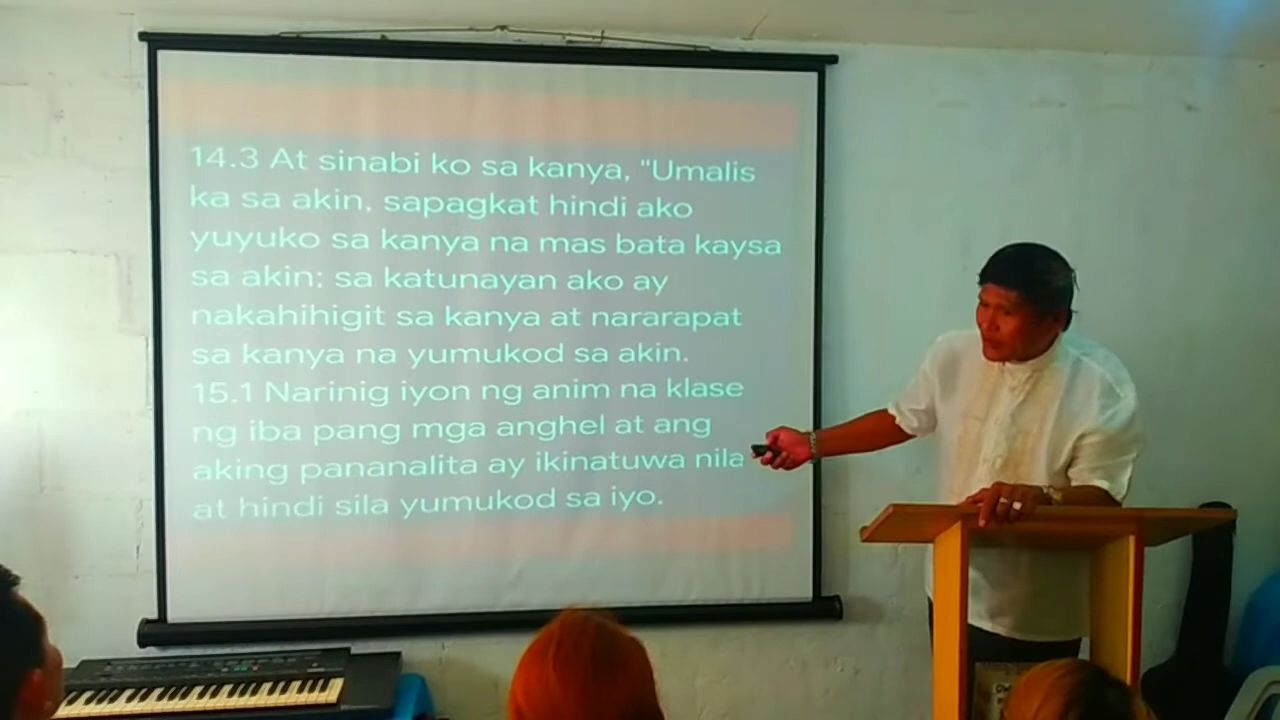 14.3 At sinabi ko sa kanya, "Umalis
ka sa akin, sapagkat hindi ako
yuyuko sa kanya na mas bata kaysa
sa akin: sa katunayan ako ay
nakahihigit sa kanya at nararapat
sa kanya na yumukod sa akin.
15.1 Narinig iyon ng anim na klase
ng iba pang mga anghel at ang
aking pananalita ay ikinatuwa nila
at hindi sila yumukod sa iyo.